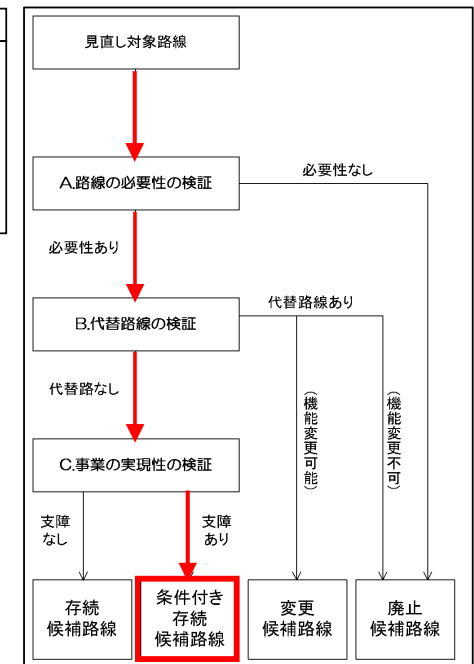 見直し対象路線
A.路線の必要性の検証
必要性なし
必要性あり
B.代替路線の検証
代替路線あり
代替路なし
(機能変更可能)
(機能変更不可)
C.事業の実現性の検証
支障
なし
支障
あり
存続
候補路線
条件付き
存続
候補路線
変更
候補路線
廃止
候補路線